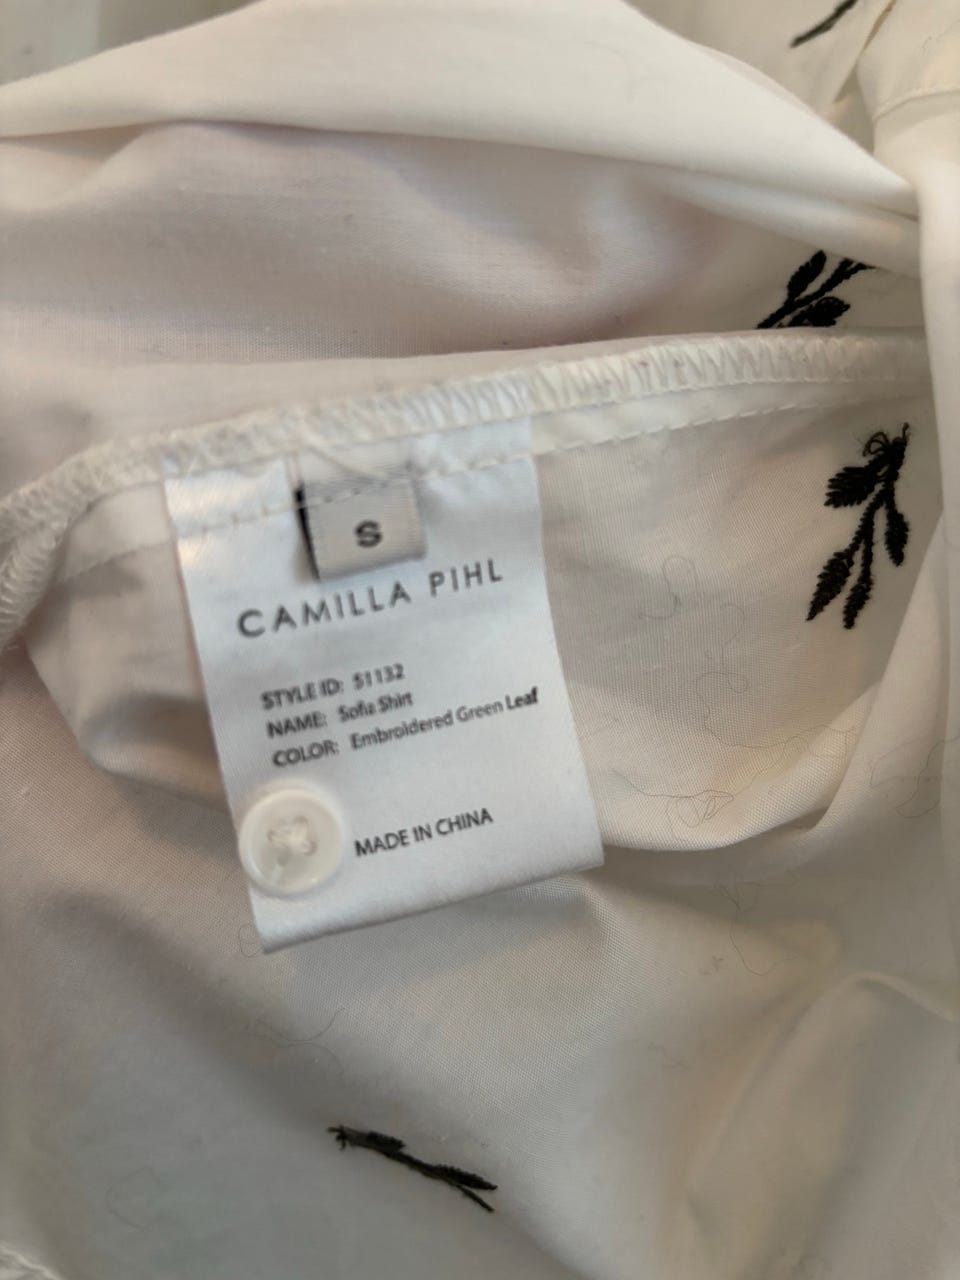 S
CAMILLA PIHL
STYLE ID: 51132
NAME: Sofia Shirt
COLOR: Embroidered Green Leaf
MADE IN CHINA